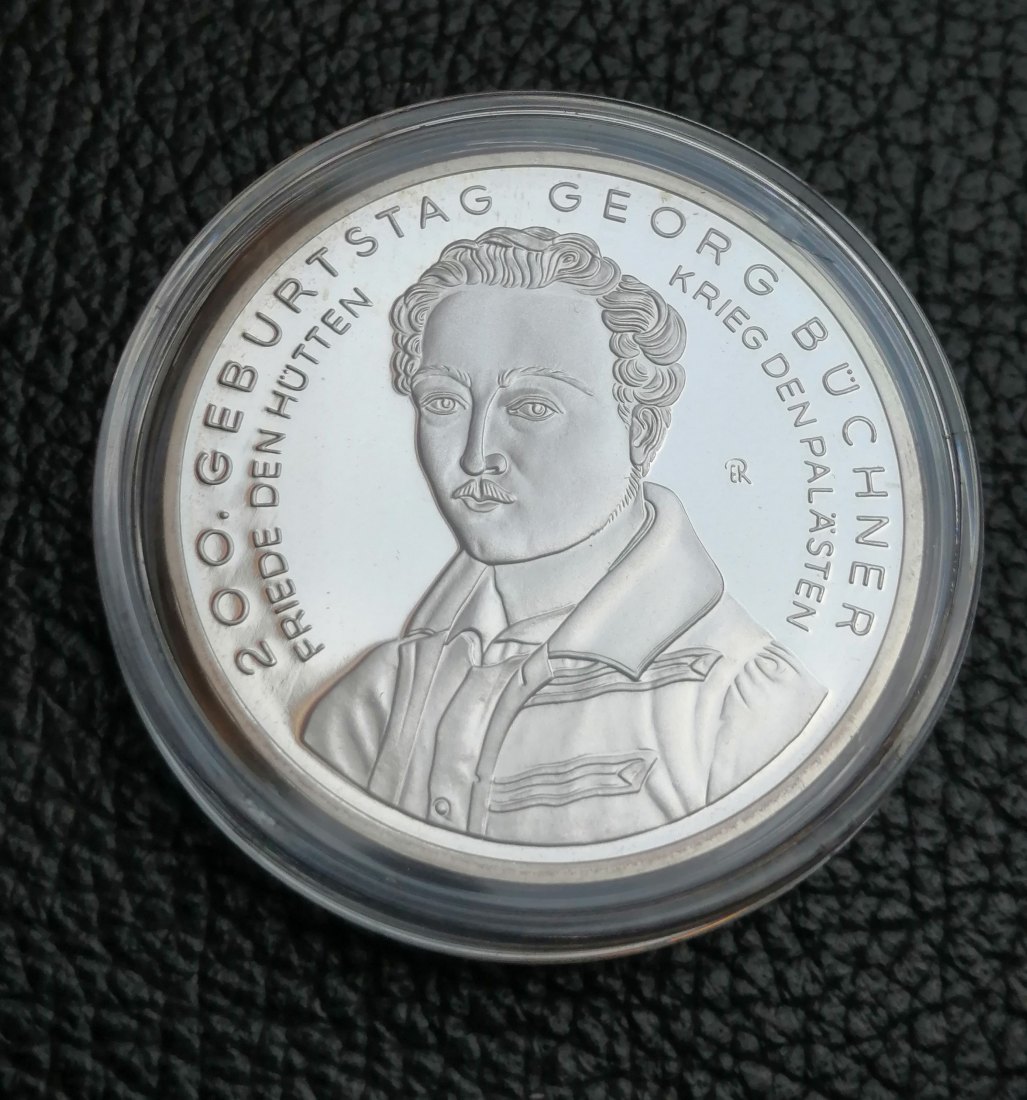 200. GEBURTSTAG GEORG BÜCHNER
FRIEDE DEN HÜTTEN
KRIEG DEN PALÄSTEN
ER